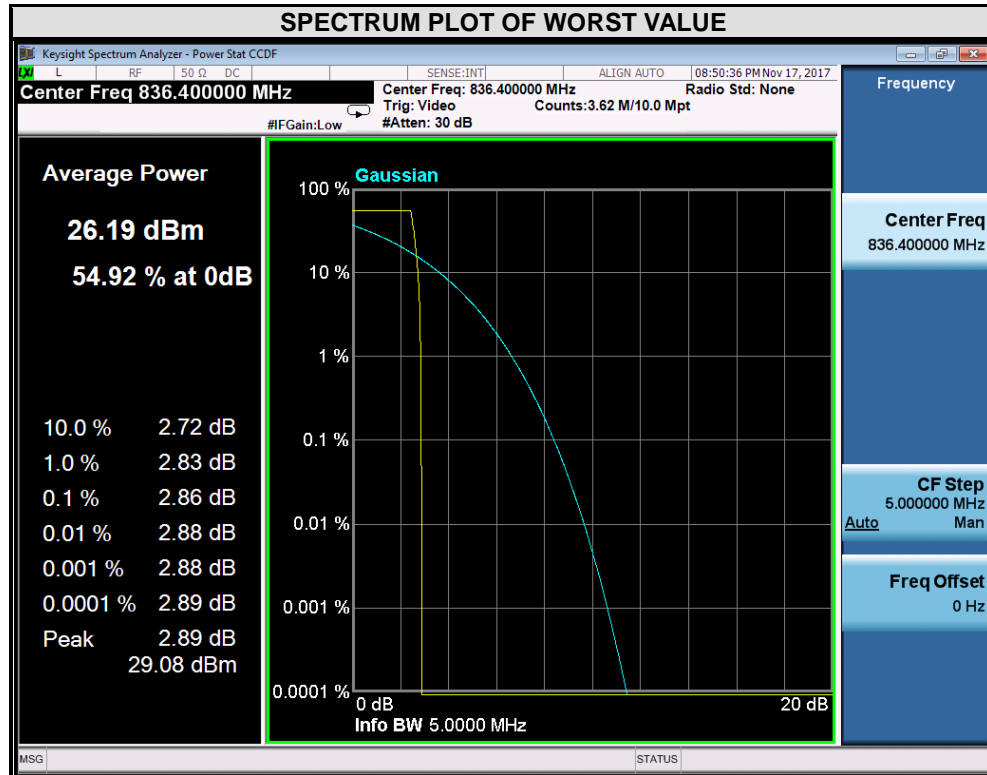 SPECTRUM PLOT OF WORST VALUE
Keysight Spectrum Analyzer - Power Stat CCDF
LXI L RF 50 Ω DC SENSE:INT ALIGN AUTO 08:50:36 PM Nov 17, 2017
Center Freq 836.400000 MHz
#IFGain:Low
Center Freq: 836.400000 MHz Radio Std: None
Trig: Video Counts:3.62 M/10.0 Mpt
#Atten: 30 dB
Average Power
26.19 dBm
54.92 % at 0dB
10.0 % 2.72 dB
1.0 % 2.83 dB
0.1 % 2.86 dB
0.01 % 2.88 dB
0.001 % 2.88 dB
0.0001 % 2.89 dB
Peak 2.89 dB
29.08 dBm
Gaussian
100 %
10 %
1 %
0.1 %
0.01 %
0.001 %
0.0001 %
0 dB 20 dB
Info BW 5.0000 MHz
Frequency
Center Freq
836.400000 MHz
CF Step
5.000000 MHz
Auto Man
Freq Offset
0 Hz
MSG STATUS